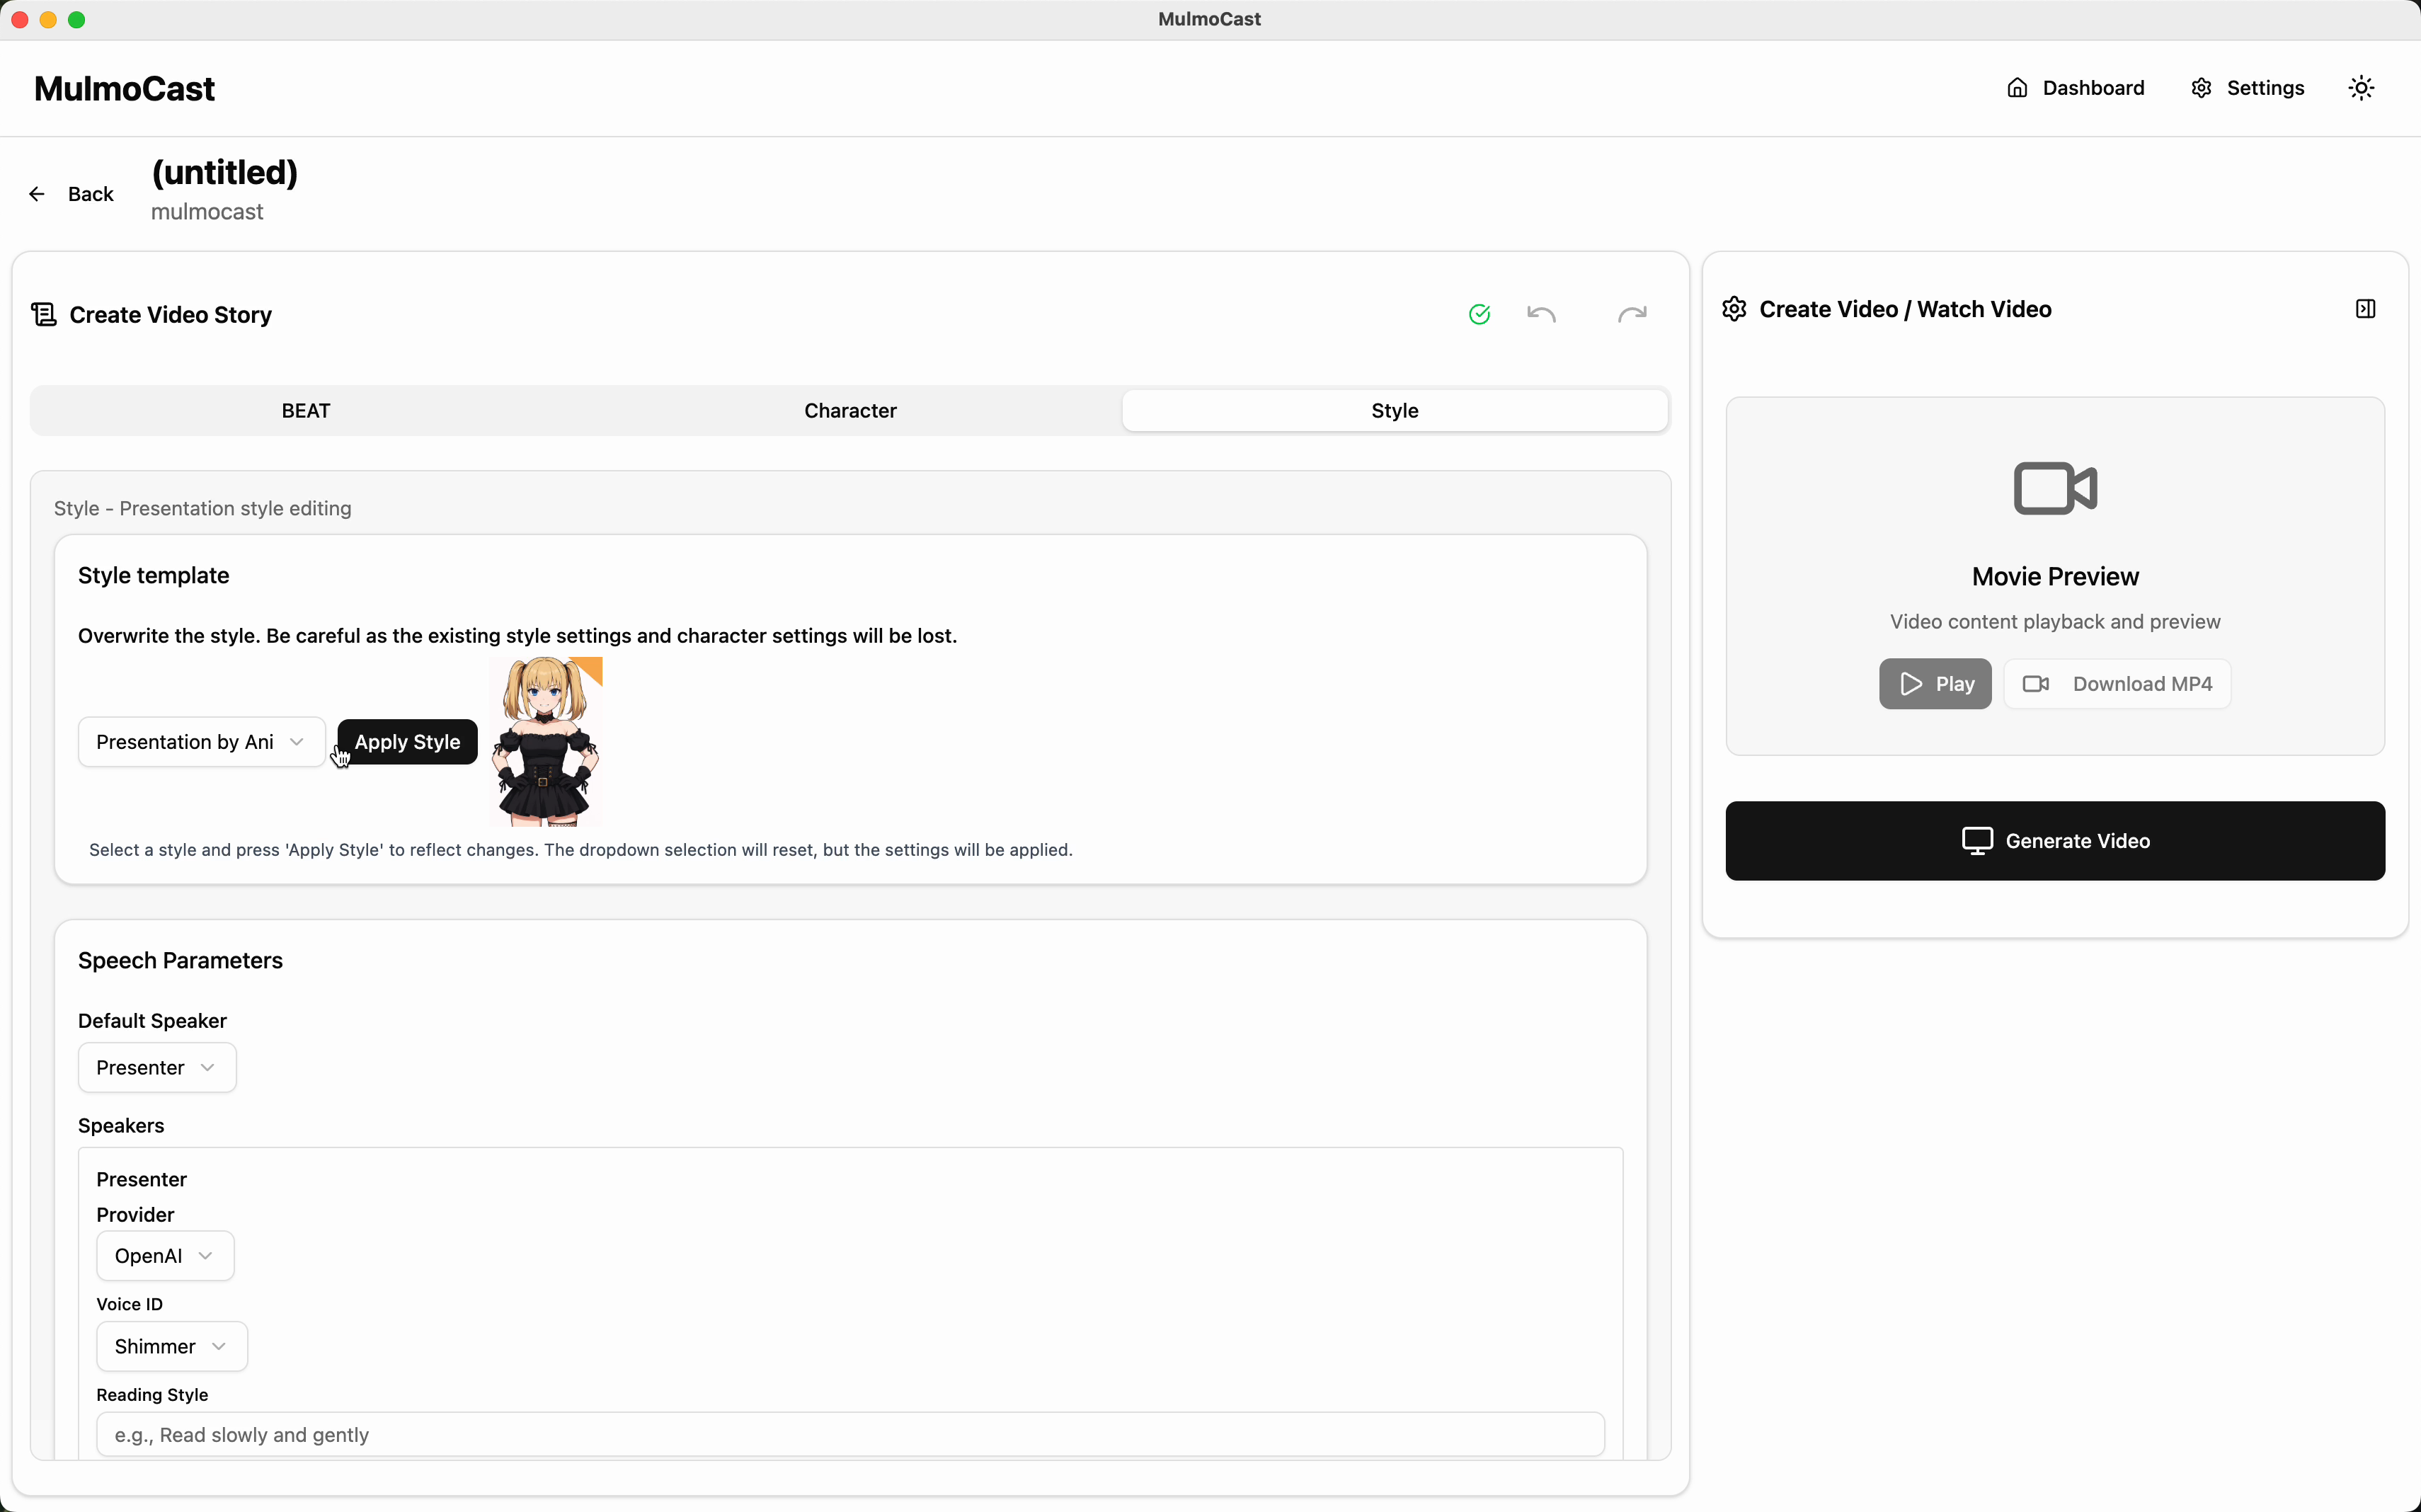 MulmoCast
MulmoCast
Dashboard
Settings
Back
(untitled)
mulmocast
Create Video Story
BEAT
Character
Style
Style - Presentation style editing
Style template
Overwrite the style. Be careful as the existing style settings and character settings will be lost.
Presentation by Ani
Apply Style
Select a style and press 'Apply Style' to reflect changes. The dropdown selection will reset, but the settings will be applied.
Speech Parameters
Default Speaker
Presenter
Speakers
Presenter
Provider
OpenAI
Voice ID
Shimmer
Reading Style
e.g., Read slowly and gently
Create Video / Watch Video
Movie Preview
Video content playback and preview
Play
Download MP4
Generate Video